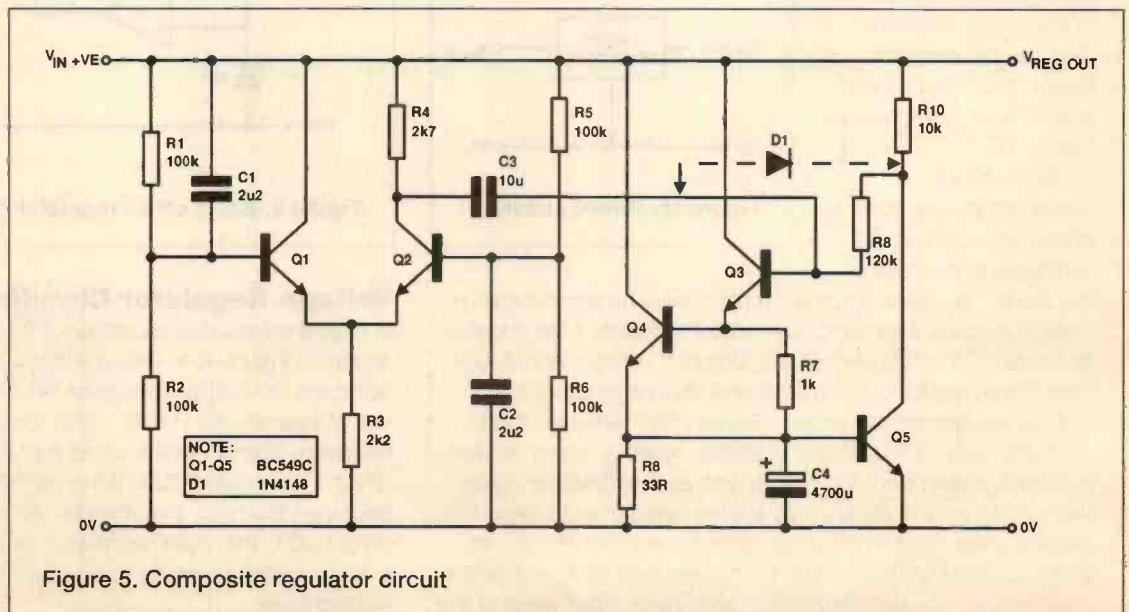 V IN +VE
V REG OUT
R1
100k
C1
2u2
R4
2k7
C3
10u
R5
100k
D1
R10
10k
R8
120k
Q1
Q2
Q3
Q4
R7
1k
Q5
R2
100k
R3
2k2
C2
2u2
R6
100k
R8
33R
+
C4
4700u
NOTE:
Q1-Q5 BC549C
D1 1N4148
0V
0V
Figure 5. Composite regulator circuit